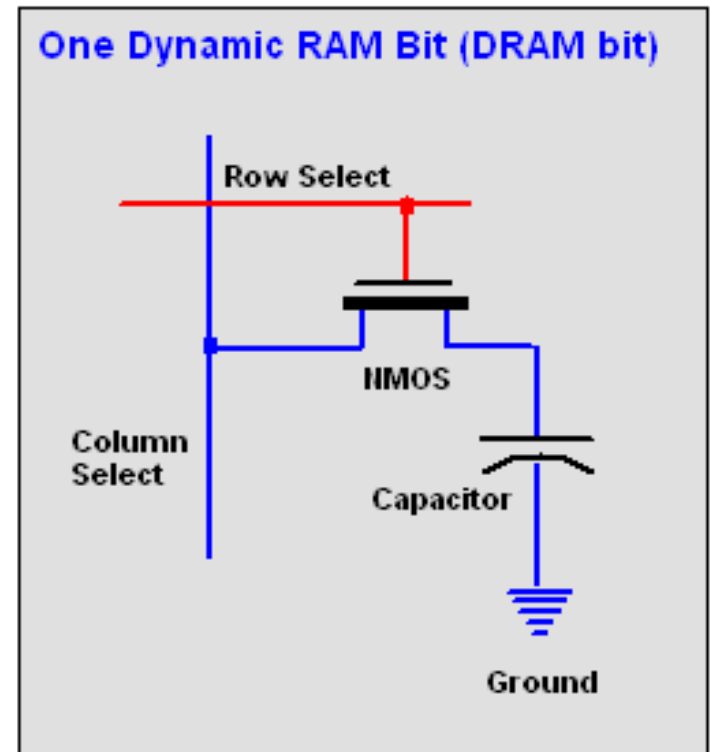 One Dynamic RAM Bit (DRAM bit)
Row Select
NMOS
Column
Select
Capacitor
Ground